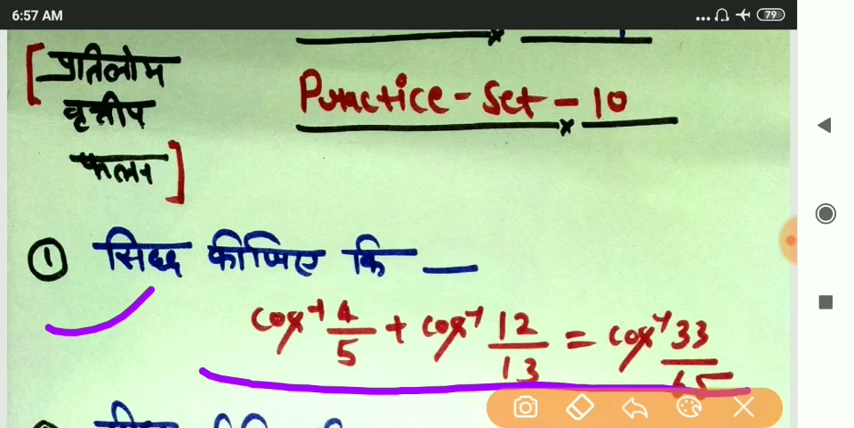 6:57 AM
... 79
[प्रतिलोम
वृत्तीय
फलन]
Practice - Set - 10
① सिद्ध कीजिए कि —
cos⁻¹ 4/5 + cos⁻¹ 12/13 = cos⁻¹ 33/65